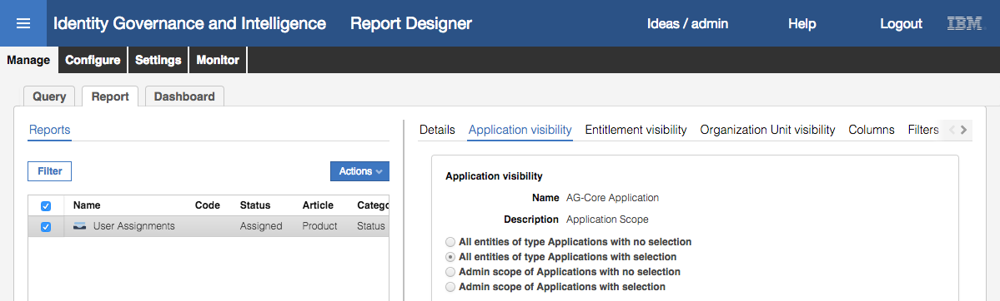 Identity Governance and Intelligence Report Designer Ideas / admin Help Logout IBM
Manage Configure Settings Monitor
Query Report Dashboard
Reports
Details Application visibility Entitlement visibility Organization Unit visibility Columns Filters
Filter Actions
Name Code Status Article Catego
User Assignments Assigned Product Status
Application visibility
Name AG-Core Application
Description Application Scope
All entities of type Applications with no selection
All entities of type Applications with selection
Admin scope of Applications with no selection
Admin scope of Applications with selection